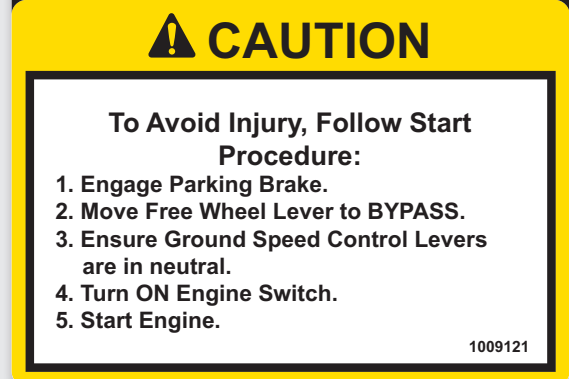 CAUTION
To Avoid Injury, Follow Start
Procedure:
1. Engage Parking Brake.
2. Move Free Wheel Lever to BYPASS.
3. Ensure Ground Speed Control Levers
are in neutral.
4. Turn ON Engine Switch.
5. Start Engine.
1009121